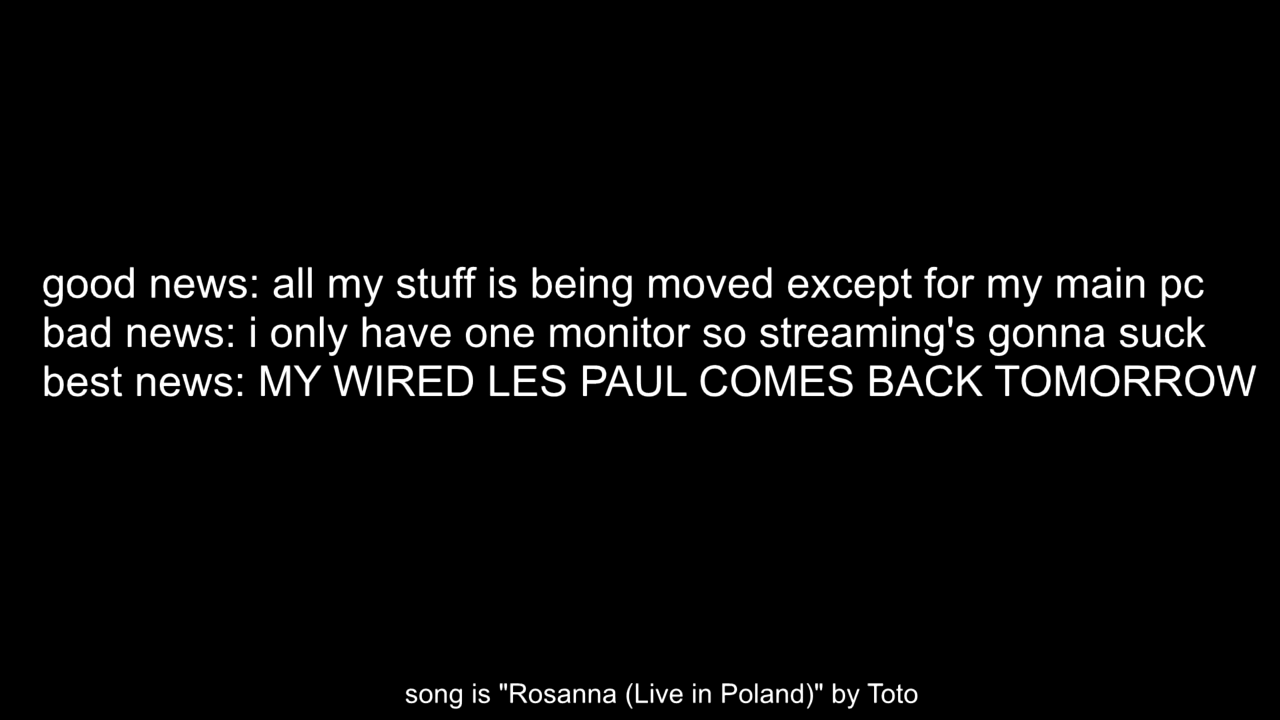 good news: all my stuff is being moved except for my main pc
bad news: i only have one monitor so streaming's gonna suck
best news: MY WIRED LES PAUL COMES BACK TOMORROW
song is "Rosanna (Live in Poland)" by Toto